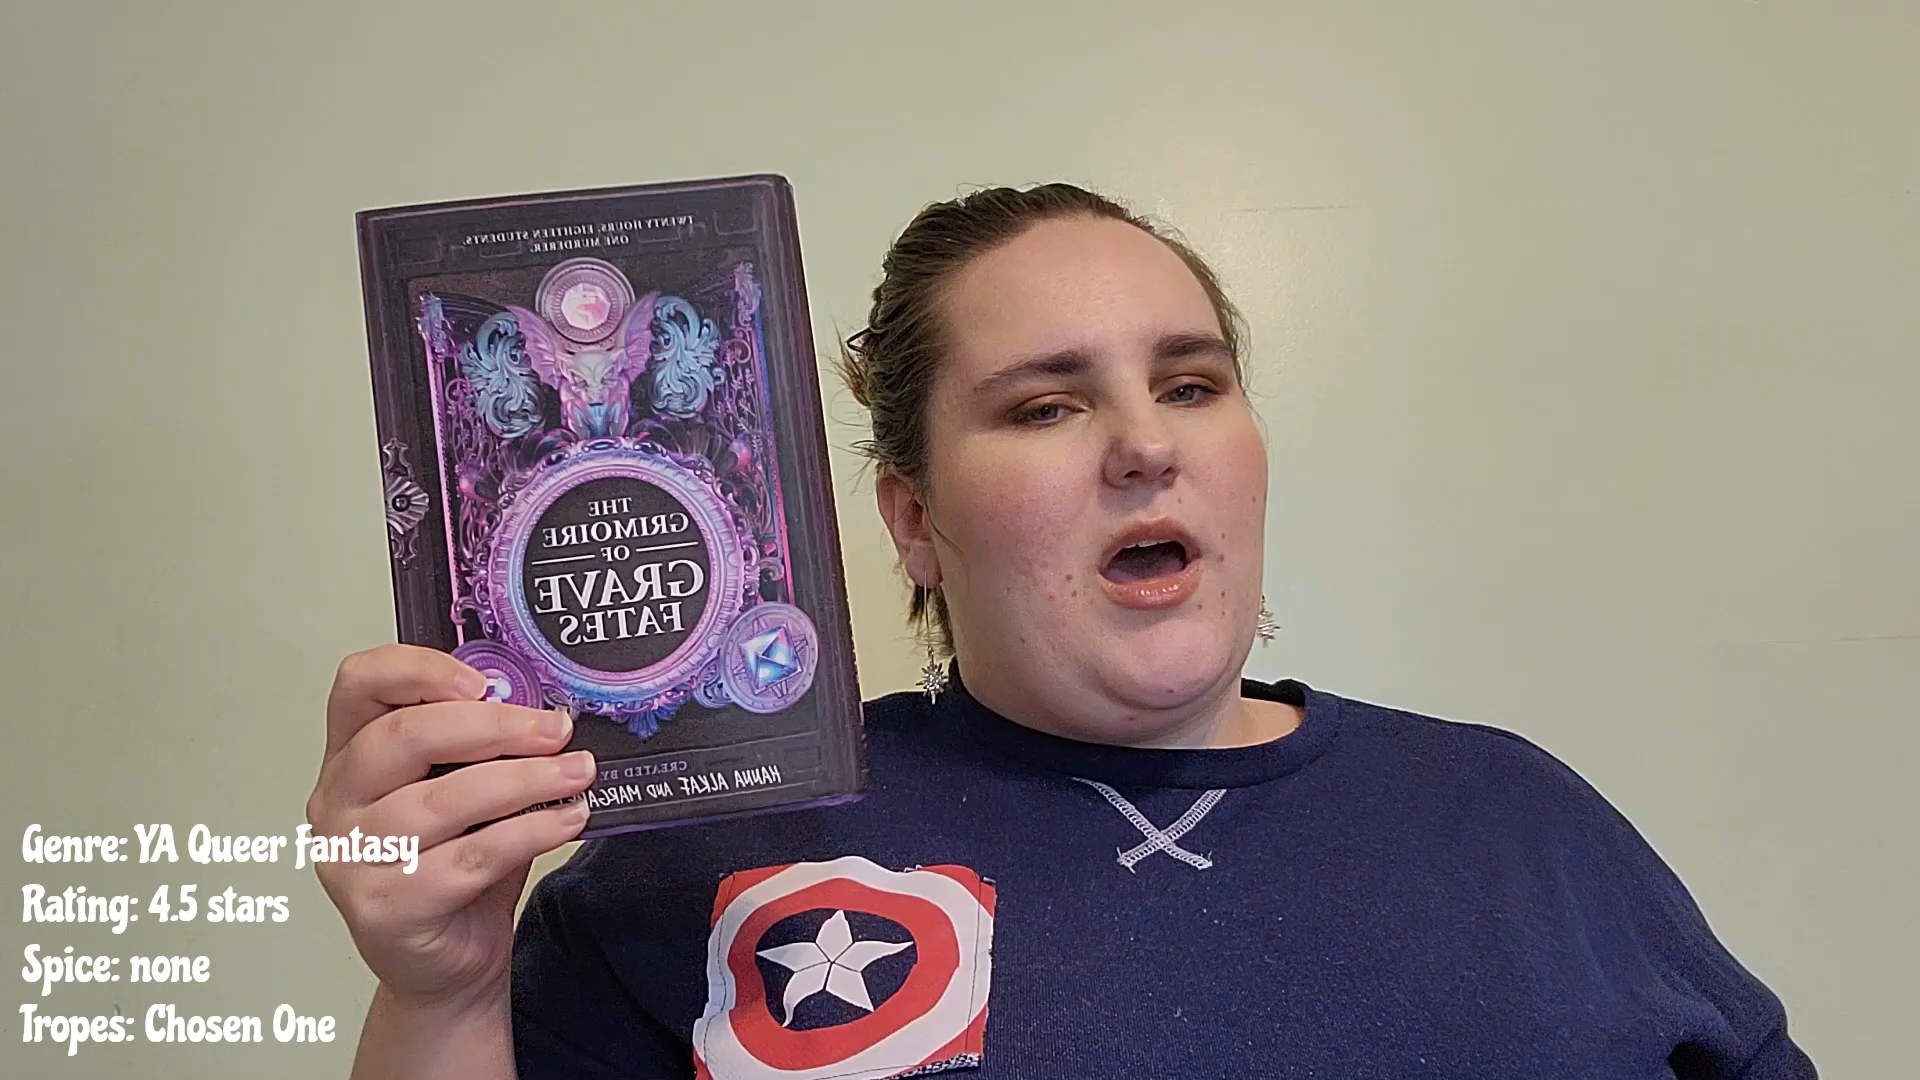 TWENTY HOURS. EIGHTEEN STUDENTS.
ONE MURDERER.
THE
GRIMOIRE
OF
GRAVE
FATES
CREATED BY
HANNA ALKAF AND
Genre: YA Queer Fantasy
Rating: 4.5 stars
Spice: none
Tropes: Chosen One